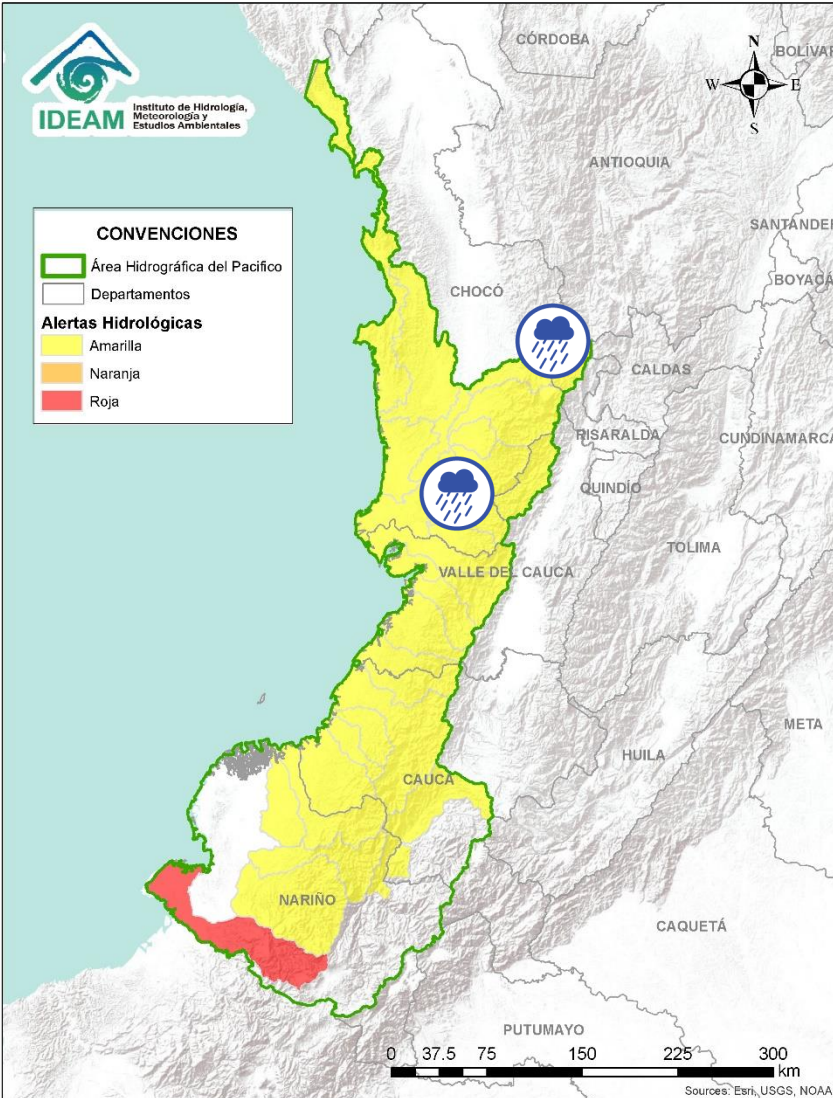 IDEAM
Instituto de Hidrología,
Meteorología y
Estudios Ambientales
CONVENCIONES
Área Hidrográfica del Pacifico
Departamentos
Alertas Hidrológicas
Amarilla
Naranja
Roja
N
W E
S
CÓRDOBA
BOLÍVAR
ANTIOQUIA
SANTANDER
BOYACÁ
CHOCÓ
CALDAS
RISARALDA
CUNDINAMARCA
QUINDÍO
TOLIMA
VALLE DEL CAUCA
META
HUILA
CAUCA
NARIÑO
CAQUETÁ
PUTUMAYO
0 37.5 75 150 225 300
km
Sources: Esri, USGS, NOAA